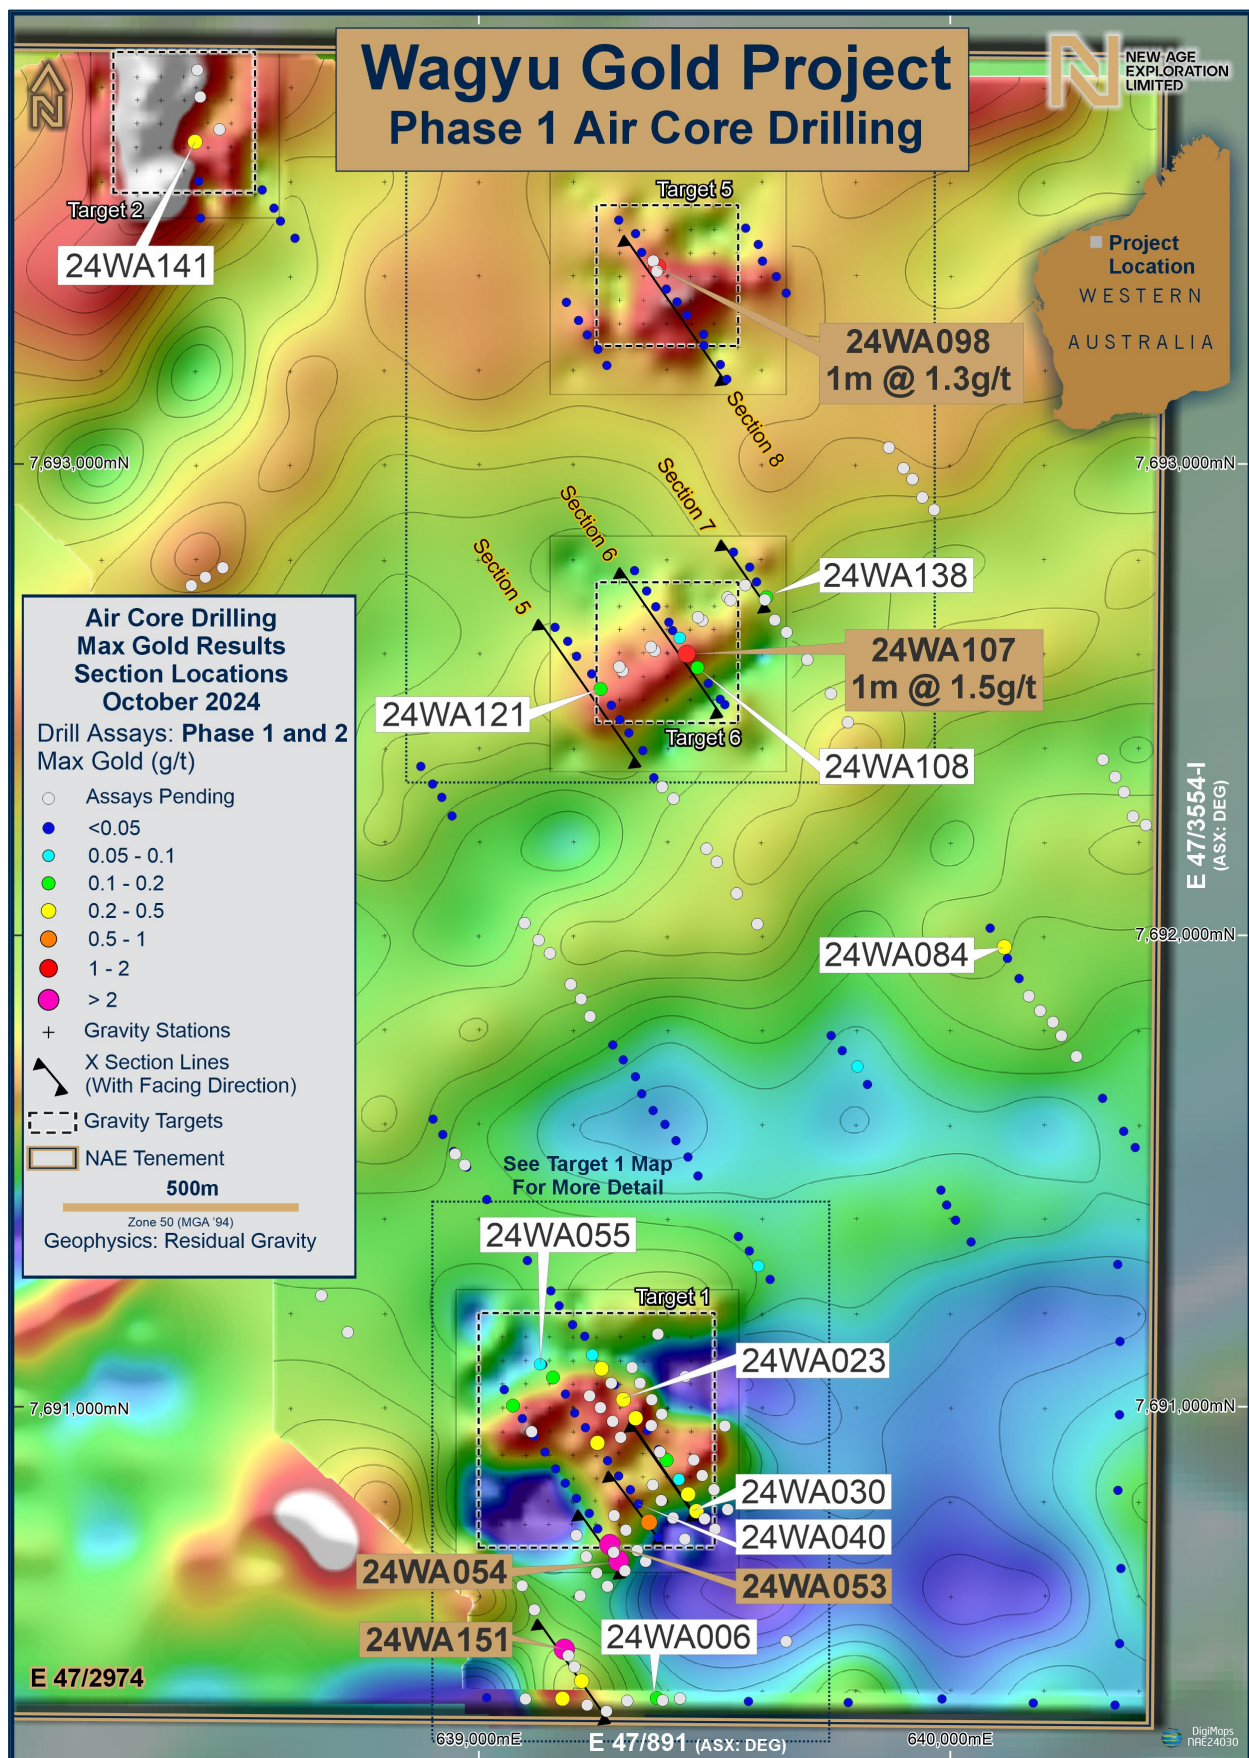 Wagyu Gold Project
Phase 1 Air Core Drilling
N
NEW AGE
EXPLORATION
LIMITED
N
Target 2
24WA141
Target 5
Project
Location
WESTERN
AUSTRALIA
24WA098
1m @ 1.3g/t
Section 8
7,693,000mN
7,693,000mN
Section 7
Section 6
Section 5
24WA138
24WA107
1m @ 1.5g/t
24WA121
Target 6
24WA108
Air Core Drilling
Max Gold Results
Section Locations
October 2024
Drill Assays: Phase 1 and 2
Max Gold (g/t)
Assays Pending
<0.05
0.05 - 0.1
0.1 - 0.2
0.2 - 0.5
0.5 - 1
1 - 2
> 2
Gravity Stations
X Section Lines
(With Facing Direction)
Gravity Targets
NAE Tenement
500m
Zone 50 (MGA '94)
Geophysics: Residual Gravity
E 47/3554-I
(ASX: DEG)
7,692,000mN
24WA084
See Target 1 Map
For More Detail
24WA055
Target 1
24WA023
7,691,000mN
7,691,000mN
24WA030
24WA040
24WA054
24WA053
24WA151
24WA006
E 47/2974
639,000mE
E 47/891 (ASX: DEG)
640,000mE
DigiMaps
NAE24030